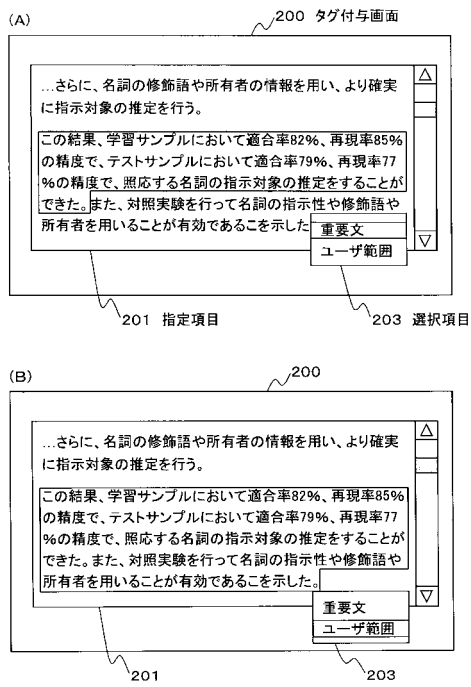 (A)
200 タグ付与画面
…さらに、名詞の修飾語や所有者の情報を用い、より確実
に指示対象の推定を行う。
この結果、学習サンプルにおいて適合率82%、再現率85%
の精度で、テストサンプルにおいて適合率79%、再現率77
%の精度で、照応する名詞の指示対象の推定をすることが
できた。また、対照実験を行って名詞の指示性や修飾語や
所有者を用いることが有効であるこを示した
重要文
ユーザ範囲
201 指定項目
203 選択項目
(B)
200
…さらに、名詞の修飾語や所有者の情報を用い、より確実
に指示対象の推定を行う。
この結果、学習サンプルにおいて適合率82%、再現率85%
の精度で、テストサンプルにおいて適合率79%、再現率77
%の精度で、照応する名詞の指示対象の推定をすることが
できた。また、対照実験を行って名詞の指示性や修飾語や
所有者を用いることが有効であるこを示した。
重要文
ユーザ範囲
201
203